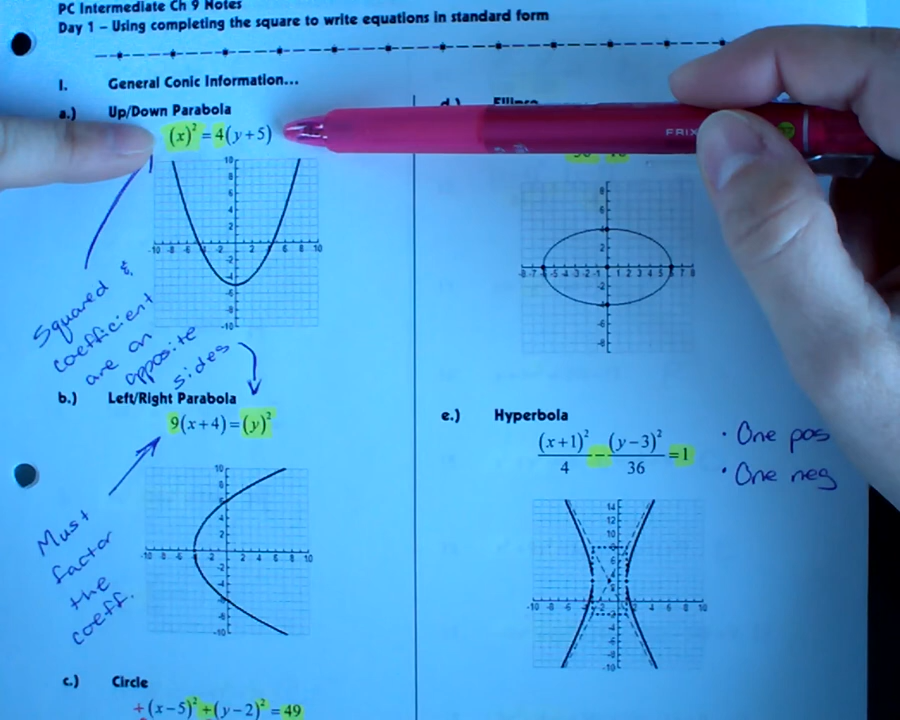 PC Intermediate Ch 9 Notes
Day 1 – Using completing the square to write equations in standard form
I. General Conic Information...
a.) Up/Down Parabola
(x)² = 4(y+5)
Squared &
coefficient
are on
opposite
sides
b.) Left/Right Parabola
9(x+4) = (y)²
Must
factor
the
coeff.
c.) Circle
+(x−5)² +(y−2)² = 49
d.) Ellipse
FRIX
e.) Hyperbola
(x+1)²/4 − (y−3)²/36 = 1
· One pos
· One neg